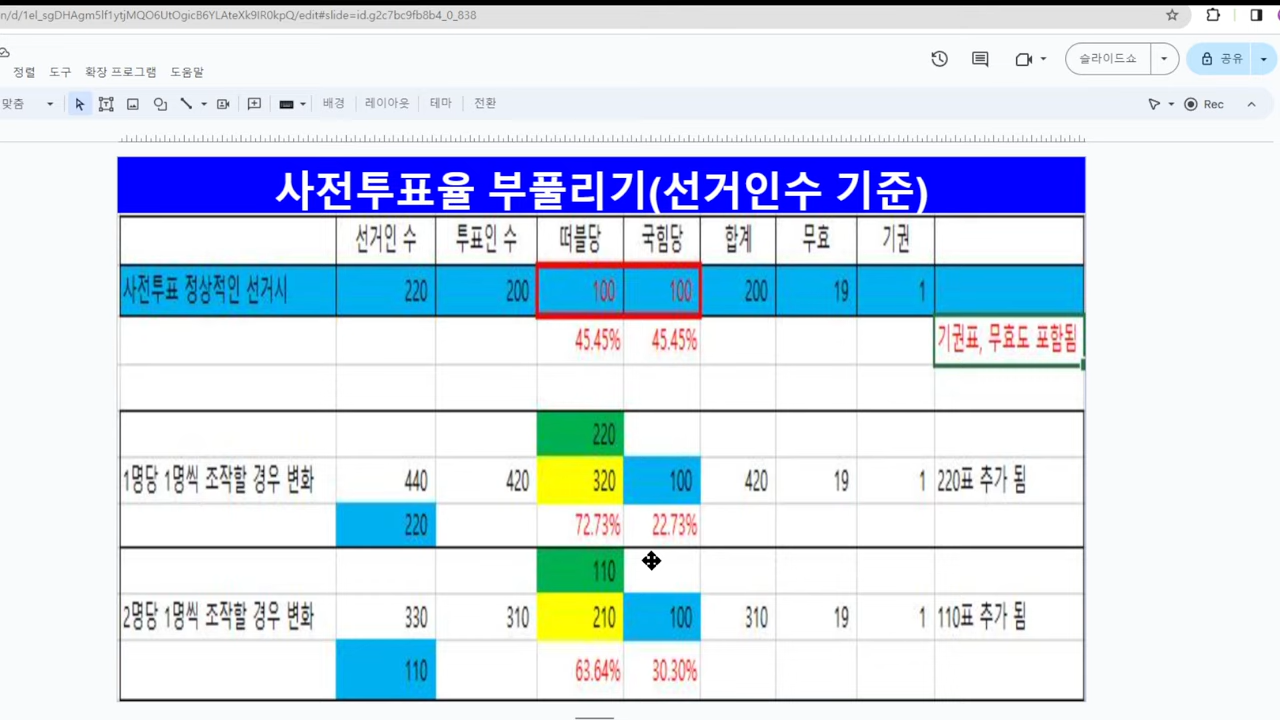 n/d/1el_sgDHAgm5lf1ytjMQO6UtOgicB6YLAteXk9IR0kpQ/edit#slide=id.g2c7bc9fb8b4_0_838
정렬 도구 확장 프로그램 도움말
슬라이드쇼
공유
맞춤
배경 레이아웃 테마 전환
Rec
사전투표율 부풀리기(선거인수 기준)
선거인 수 투표인 수 떠블당 국힘당 합계 무효 기권
사전투표 정상적인 선거시 220 200 100 100 200 19 1
45.45% 45.45% 기권표, 무효도 포함됨
220
1명당 1명씩 조작할 경우 변화 440 420 320 100 420 19 1 220표 추가 됨
220 72.73% 22.73%
110
2명당 1명씩 조작할 경우 변화 330 310 210 100 310 19 1 110표 추가 됨
110 63.64% 30.30%